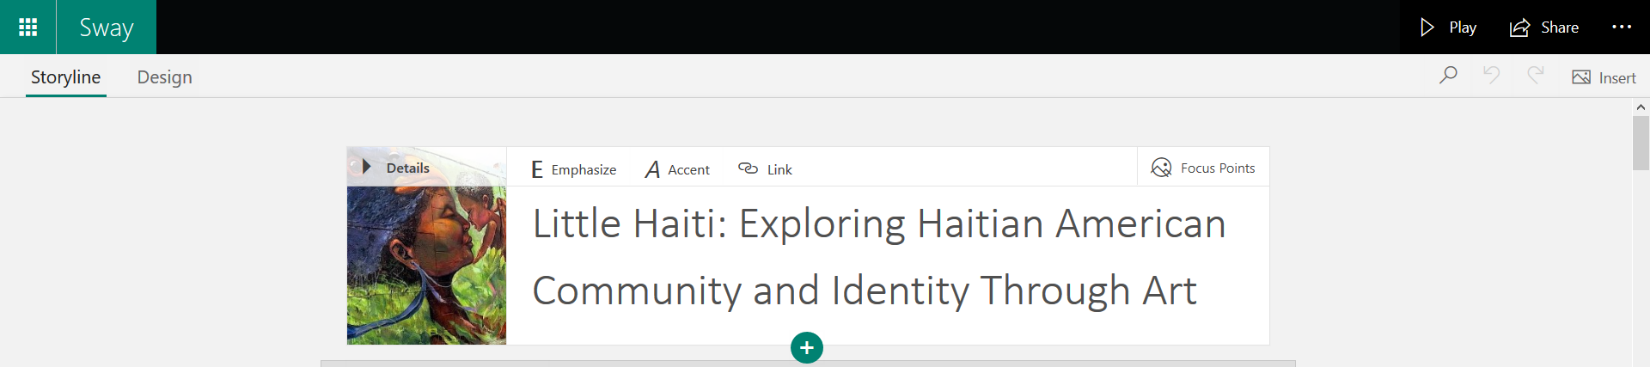 Sway
Play
Share
Storyline
Design
Insert
Details
E Emphasize
A Accent
Link
Focus Points
Little Haiti: Exploring Haitian American
Community and Identity Through Art